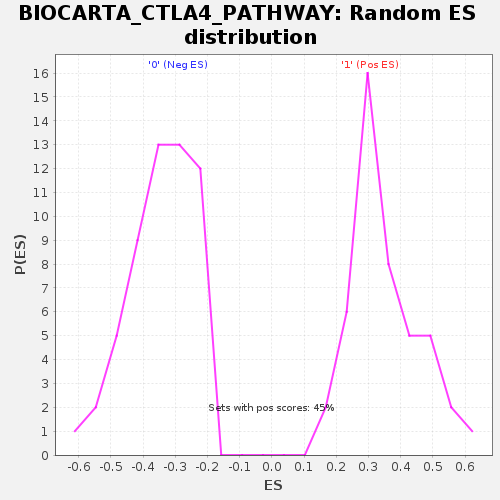 BIOCARTA_CTLA4_PATHWAY: Random ES
distribution
'0' (Neg ES)
'1' (Pos ES)
16
15
14
13
12
11
10
9
8
7
6
5
4
3
2
1
0
P(ES)
Sets with pos scores: 45%
-0.6 -0.5 -0.4 -0.3 -0.2 -0.1 0.0 0.1 0.2 0.3 0.4 0.5 0.6
ES